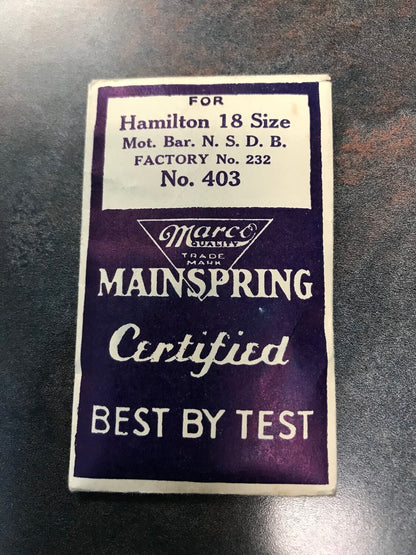 FOR
Hamilton 18 Size
Mot. Bar. N. S. D. B.
FACTORY No. 232
No. 403
Marco
QUALITY
TRADE
MARK
MAINSPRING
Certified
BEST BY TEST